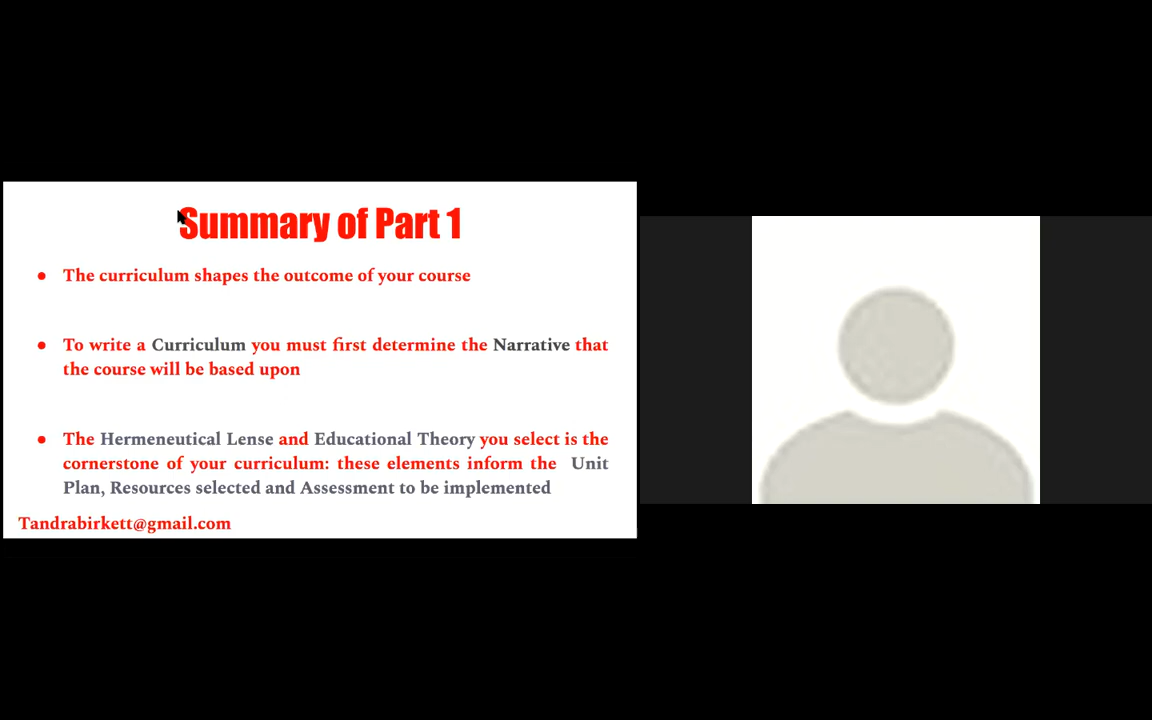 Summary of Part 1
● The curriculum shapes the outcome of your course
● To write a Curriculum you must first determine the Narrative that
the course will be based upon
● The Hermeneutical Lense and Educational Theory you select is the
cornerstone of your curriculum: these elements inform the Unit
Plan, Resources selected and Assessment to be implemented
Tandrabirkett@gmail.com